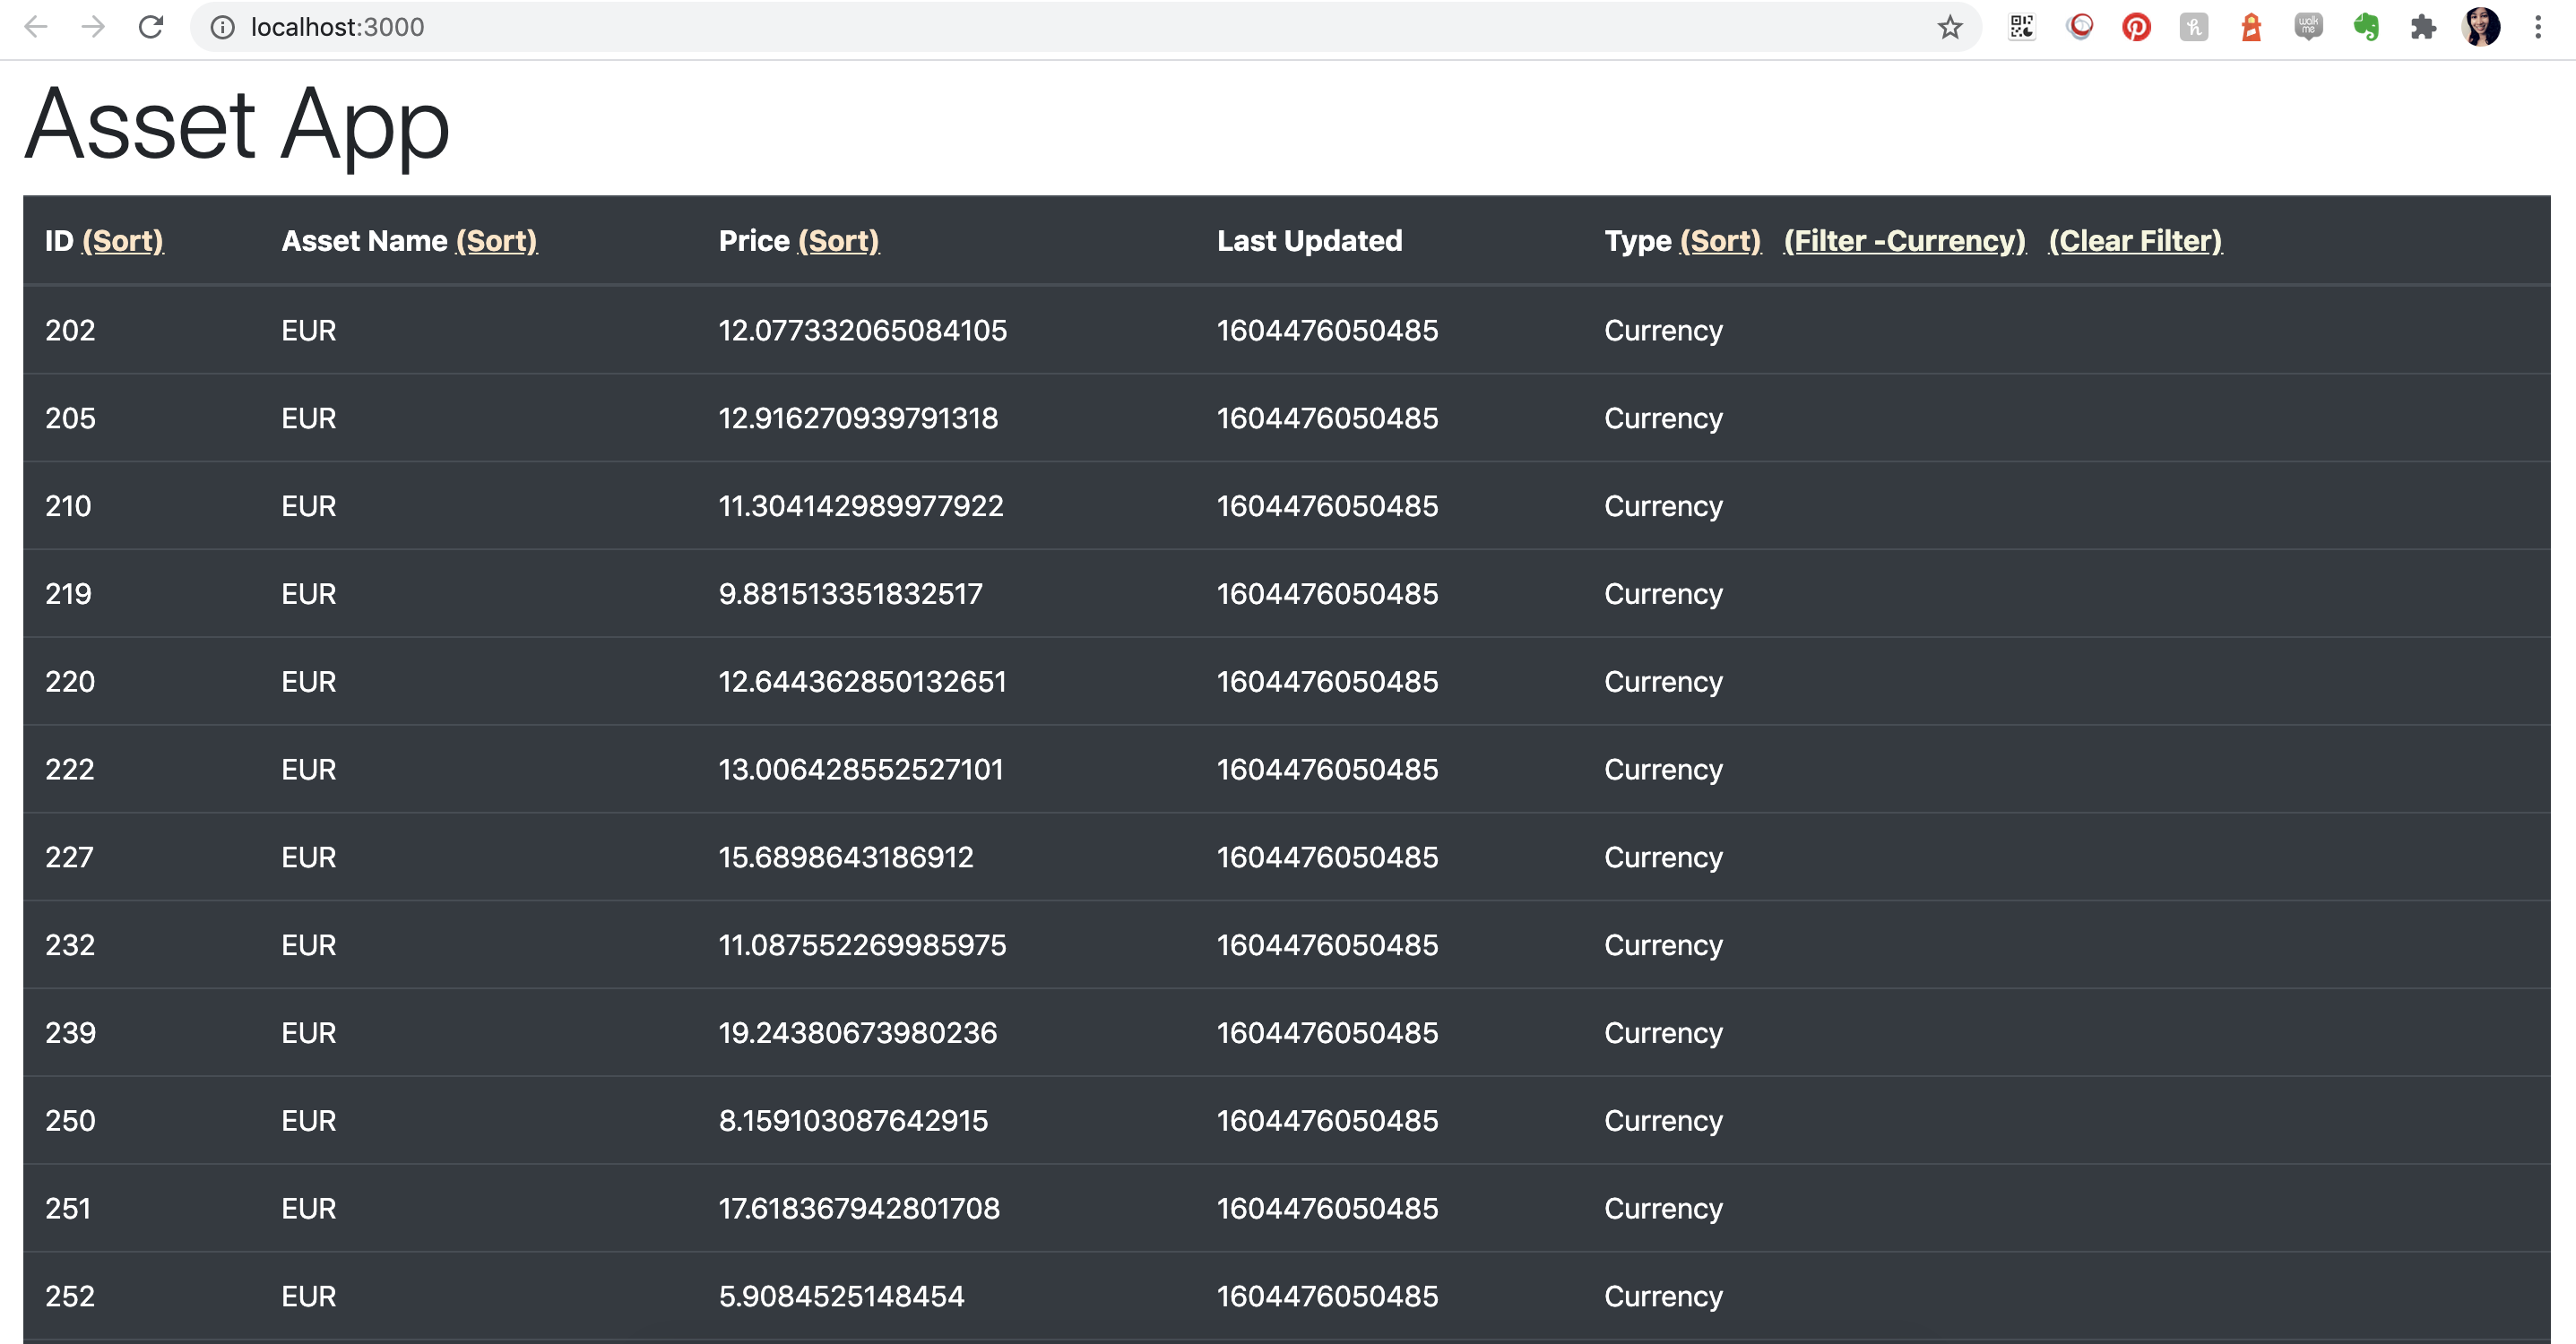 localhost:3000
walk me
Asset App
ID (Sort) Asset Name (Sort) Price (Sort) Last Updated Type (Sort) (Filter -Currency) (Clear Filter)
202 EUR 12.077332065084105 1604476050485 Currency
205 EUR 12.916270939791318 1604476050485 Currency
210 EUR 11.304142989977922 1604476050485 Currency
219 EUR 9.881513351832517 1604476050485 Currency
220 EUR 12.644362850132651 1604476050485 Currency
222 EUR 13.006428552527101 1604476050485 Currency
227 EUR 15.6898643186912 1604476050485 Currency
232 EUR 11.087552269985975 1604476050485 Currency
239 EUR 19.24380673980236 1604476050485 Currency
250 EUR 8.159103087642915 1604476050485 Currency
251 EUR 17.618367942801708 1604476050485 Currency
252 EUR 5.9084525148454 1604476050485 Currency